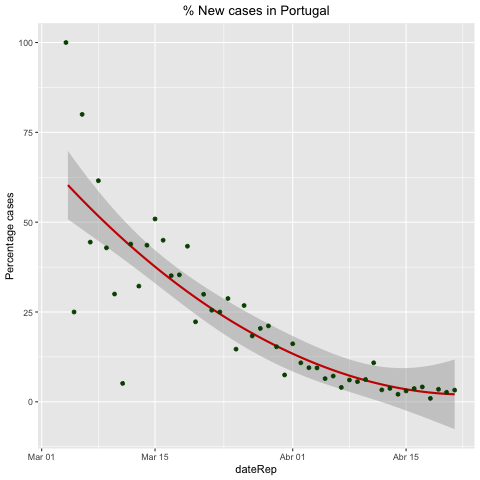 % New cases in Portugal
100
75
50
25
0
Percentage cases
Mar 01 Mar 15 Abr 01 Abr 15
dateRep